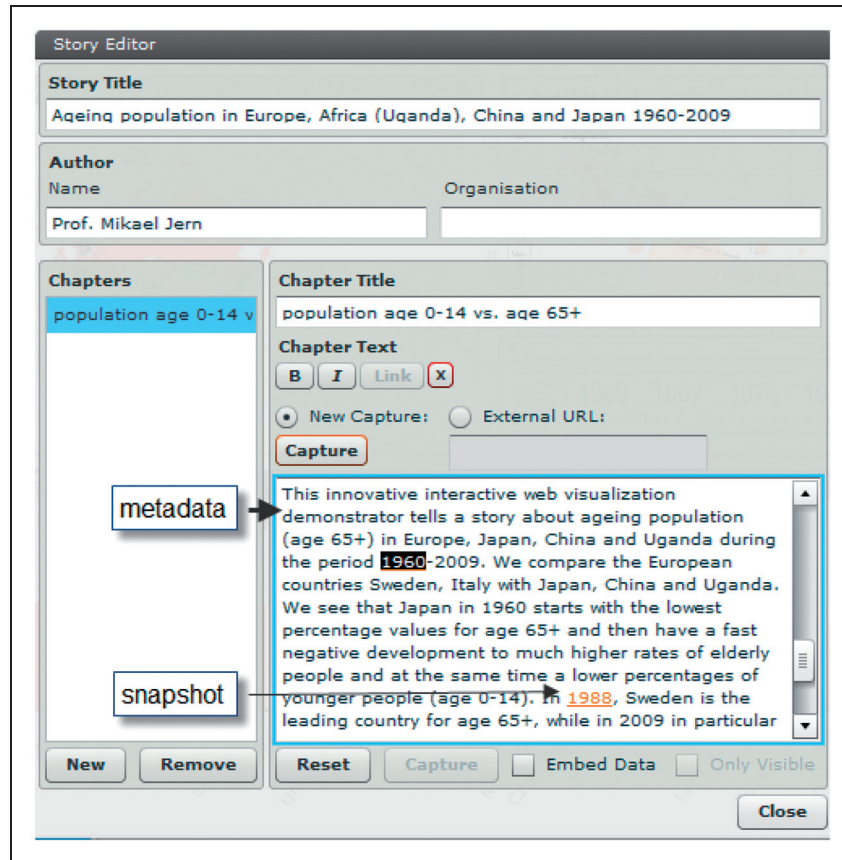 Story Editor
Story Title
Ageing population in Europe, Africa (Uganda), China and Japan 1960-2009
Author
Name Organisation
Prof. Mikael Jern
Chapters
population age 0-14 v
Chapter Title
population age 0-14 vs. age 65+
Chapter Text
B I Link X
New Capture: External URL:
Capture
metadata
This innovative interactive web visualization
demonstrator tells a story about ageing population
(age 65+) in Europe, Japan, China and Uganda during
the period 1960-2009. We compare the European
countries Sweden, Italy with Japan, China and Uganda.
We see that Japan in 1960 starts with the lowest
percentage values for age 65+ and then have a fast
negative development to much higher rates of elderly
people and at the same time a lower percentages of
younger people (age 0-14). In 1988, Sweden is the
leading country for age 65+, while in 2009 in particular
snapshot
New Remove
Reset Capture Embed Data Only Visible
Close